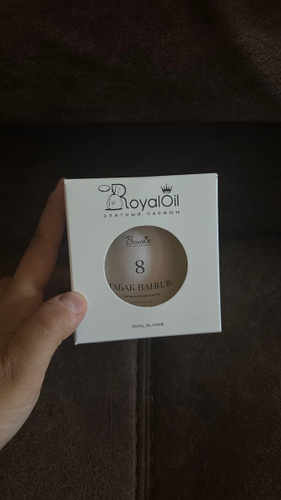 RoyalOil
ЭЛИТНЫЙ ПАРФЮМ
RoyalOil
8
ТАБАК-ВАНИЛЬ
ROYAL OIL HOME